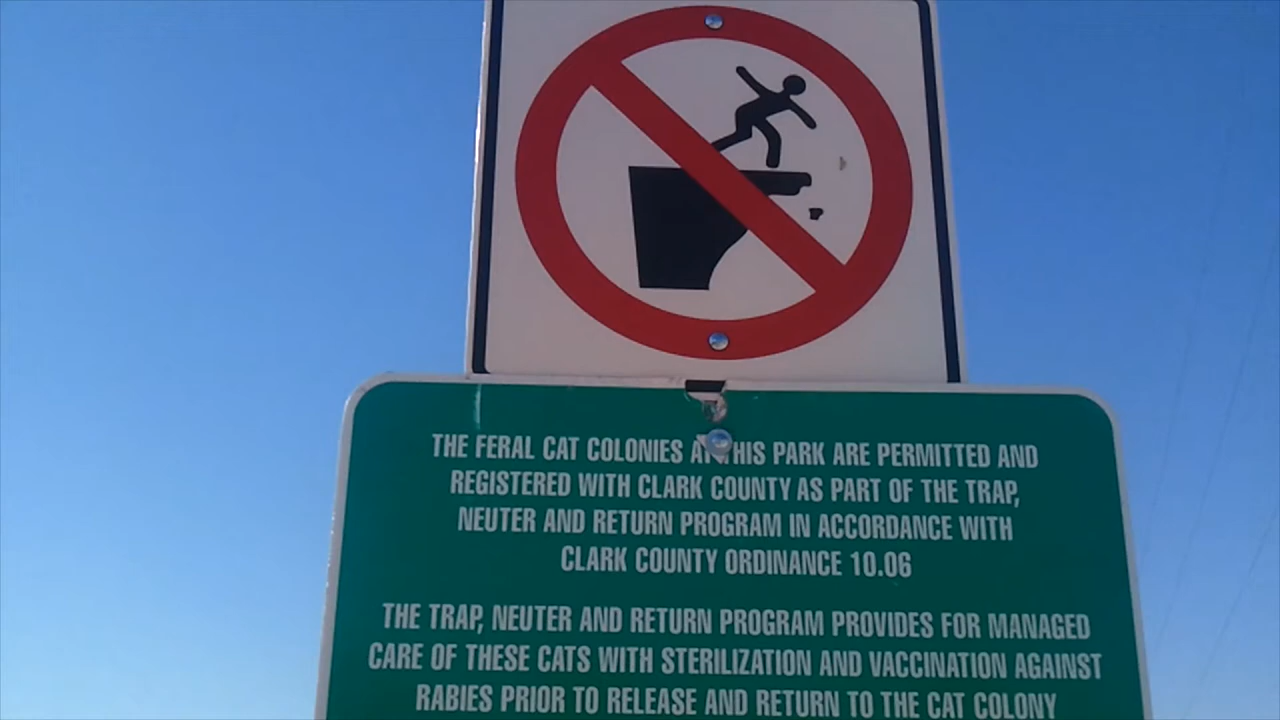 THE FERAL CAT COLONIES AT THIS PARK ARE PERMITTED AND
REGISTERED WITH CLARK COUNTY AS PART OF THE TRAP,
NEUTER AND RETURN PROGRAM IN ACCORDANCE WITH
CLARK COUNTY ORDINANCE 10.06
THE TRAP, NEUTER AND RETURN PROGRAM PROVIDES FOR MANAGED
CARE OF THESE CATS WITH STERILIZATION AND VACCINATION AGAINST
RABIES PRIOR TO RELEASE AND RETURN TO THE CAT COLONY